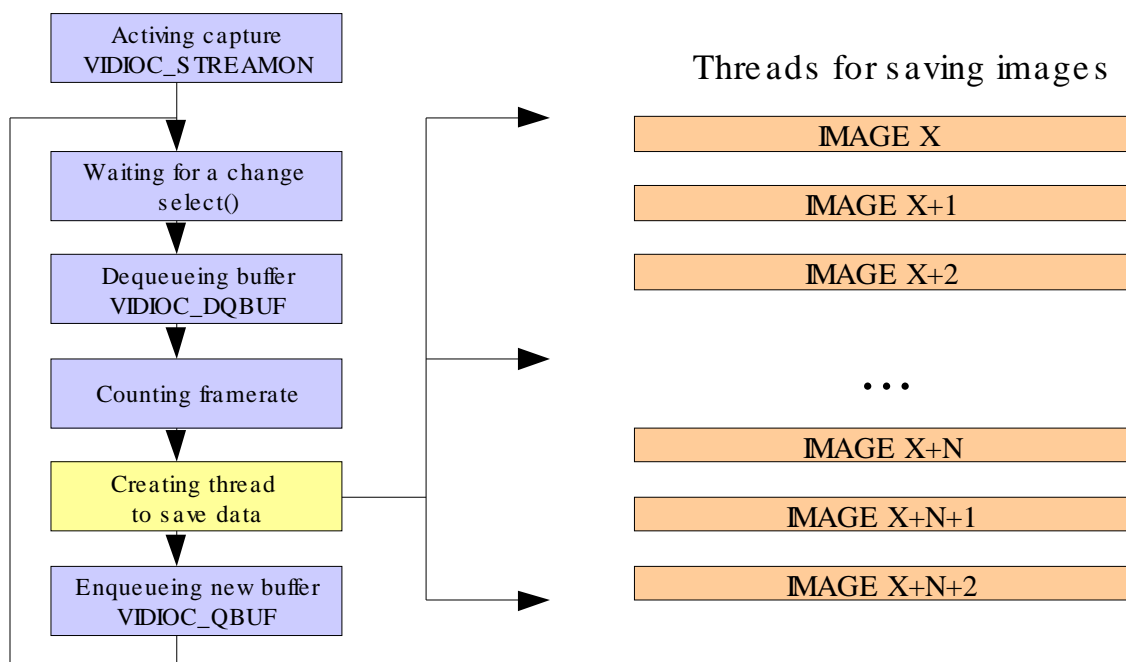 Activing capture
VIDIOC_STREAMON
Waiting for a change
select()
Dequeueing buffer
VIDIOC_DQBUF
Counting framerate
Creating thread
to save data
Enqueueing new buffer
VIDIOC_QBUF
Threads for saving images
IMAGE X
IMAGE X+1
IMAGE X+2
...
IMAGE X+N
IMAGE X+N+1
IMAGE X+N+2